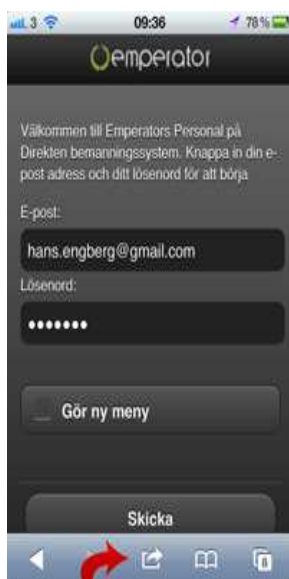 3 09:36 78 %
emperator
Välkommen till Emperators Personal på
Direkten bemanningssystem. Knappa in din e-
post adress och ditt lösenord för att börja
E-post:
hans.engberg@gmail.com
Lösenord:
•••••••
Gör ny meny
Skicka